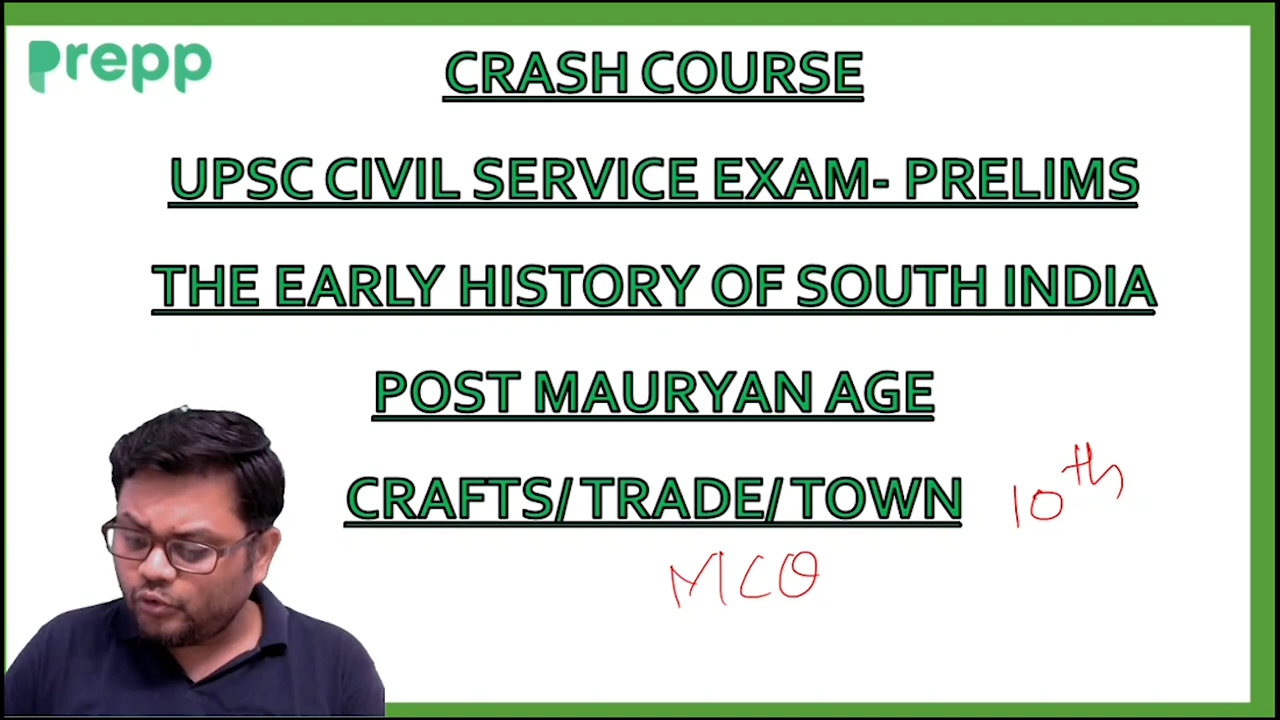 Prepp
CRASH COURSE
UPSC CIVIL SERVICE EXAM- PRELIMS
THE EARLY HISTORY OF SOUTH INDIA
POST MAURYAN AGE
CRAFTS/ TRADE/ TOWN 10th
MCQ